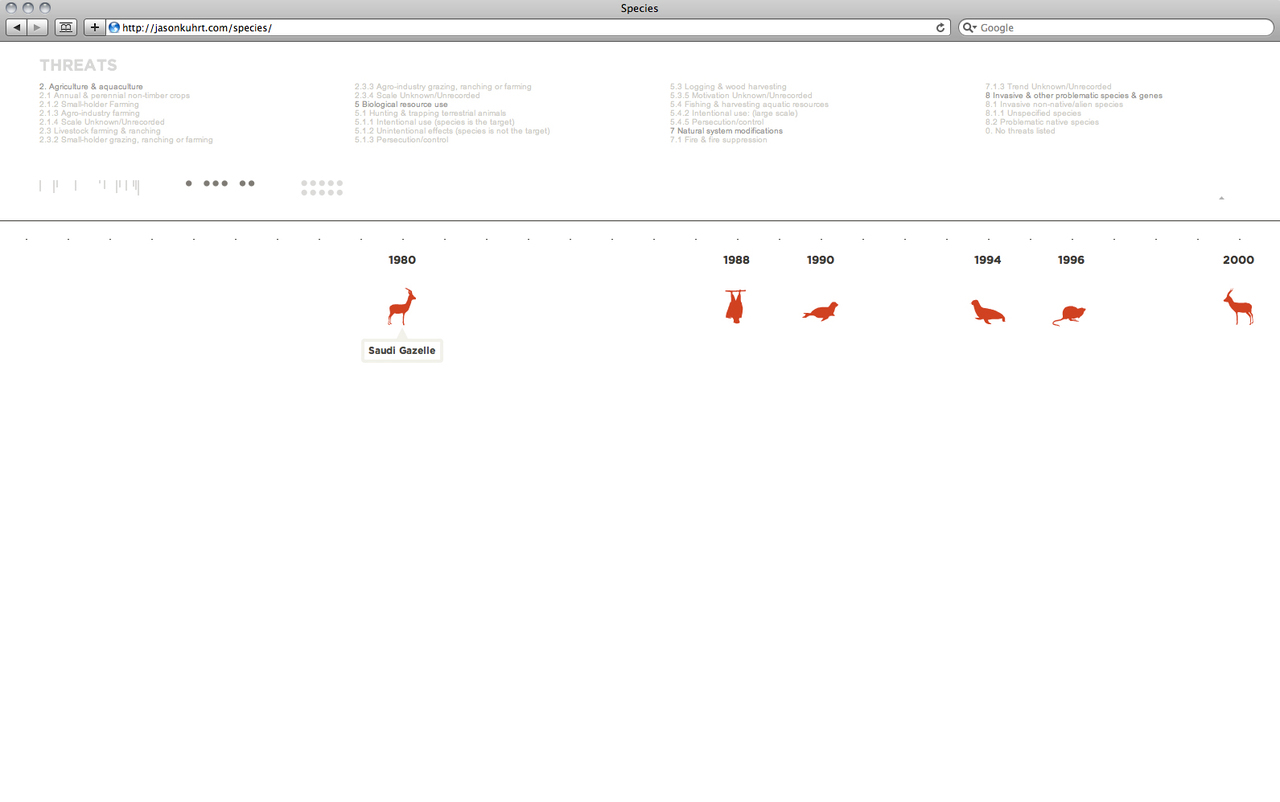 Species
http://jasonkuhrt.com/species/
Google
THREATS
2. Agriculture & aquaculture
2.1 Annual & perennial non-timber crops
2.1.2 Small-holder Farming
2.1.3 Agro-industry farming
2.1.4 Scale Unknown/Unrecorded
2.3 Livestock farming & ranching
2.3.2 Small-holder grazing, ranching or farming
2.3.3 Agro-industry grazing, ranching or farming
2.3.4 Scale Unknown/Unrecorded
5 Biological resource use
5.1 Hunting & trapping terrestrial animals
5.1.1 Intentional use (species is the target)
5.1.2 Unintentional effects (species is not the target)
5.1.3 Persecution/control
5.3 Logging & wood harvesting
5.3.5 Motivation Unknown/Unrecorded
5.4 Fishing & harvesting aquatic resources
5.4.2 Intentional use: (large scale)
5.4.5 Persecution/control
7 Natural system modifications
7.1 Fire & fire suppression
7.1.3 Trend Unknown/Unrecorded
8 Invasive & other problematic species & genes
8.1 Invasive non-native/alien species
8.1.1 Unspecified species
8.2 Problematic native species
0. No threats listed
1980
1988
1990
1994
1996
2000
Saudi Gazelle